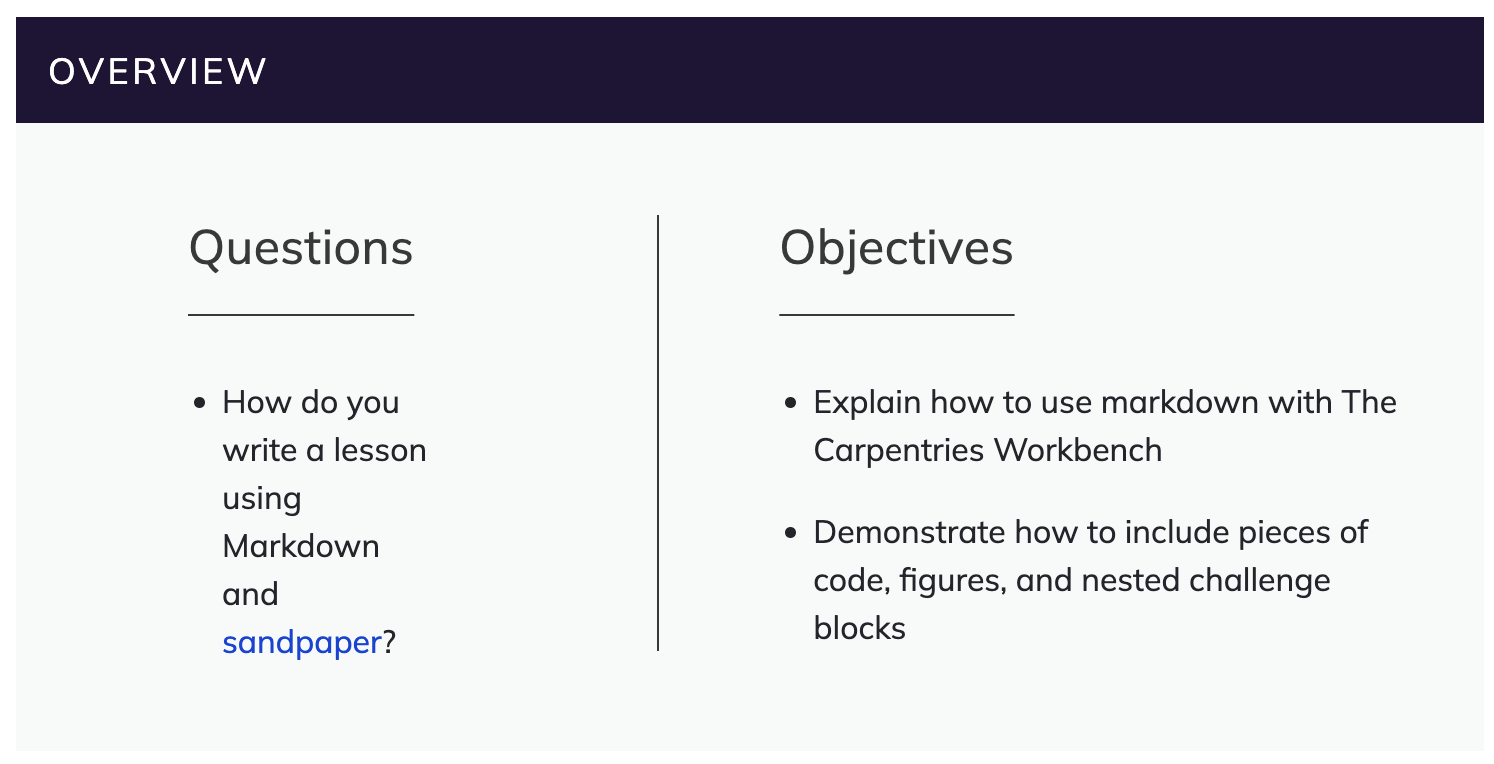 OVERVIEW
Questions
How do you
write a lesson
using
Markdown
and
sandpaper?
Objectives
Explain how to use markdown with The
Carpentries Workbench
Demonstrate how to include pieces of
code, figures, and nested challenge
blocks